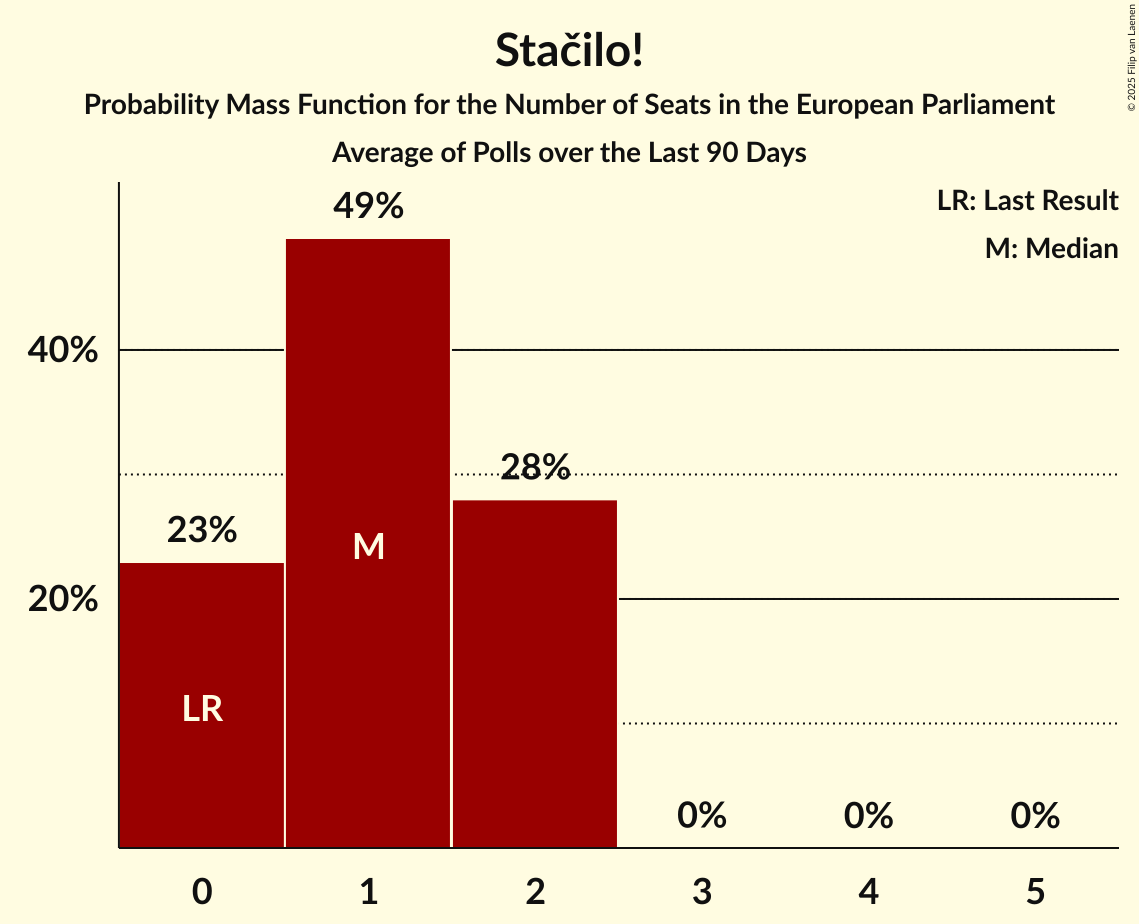 Stačilo!
Probability Mass Function for the Number of Seats in the European Parliament
Average of Polls over the Last 90 Days
© 2025 Filip van Laenen
LR: Last Result
M: Median
49%
40%
28%
23%
M
20%
LR
0%
0%
0%
0
1
2
3
4
5